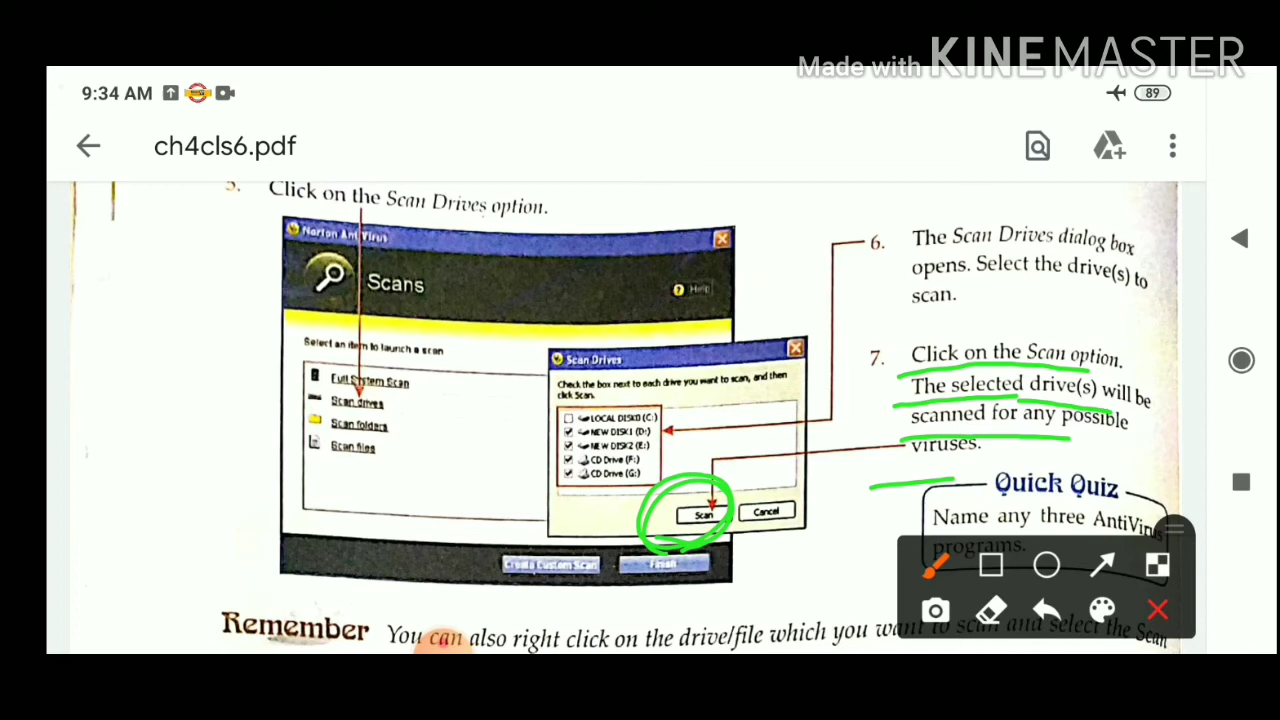 Made with KINEMASTER
9:34 AM
89
ch4cls6.pdf
5. Click on the Scan Drives option.
Norton AntiVirus
Scans
Help
Select an item to launch a scan
Full System Scan
Scan drives
Scan folders
Scan files
Scan Drives
Check the box next to each drive you want to scan, and then
click Scan.
LOCAL DISK0 (C:)
NEW DISK1 (D:)
NEW DISK2 (E:)
CD Drive (F:)
CD Drive (G:)
Scan
Cancel
Create Custom Scan
Finish
6. The Scan Drives dialog box
opens. Select the drive(s) to
scan.
7. Click on the Scan option.
The selected drive(s) will be
scanned for any possible
viruses.
Quick Quiz
Name any three AntiVirus
programs.
Remember You can also right click on the drive/file which you want to scan and select the Scan